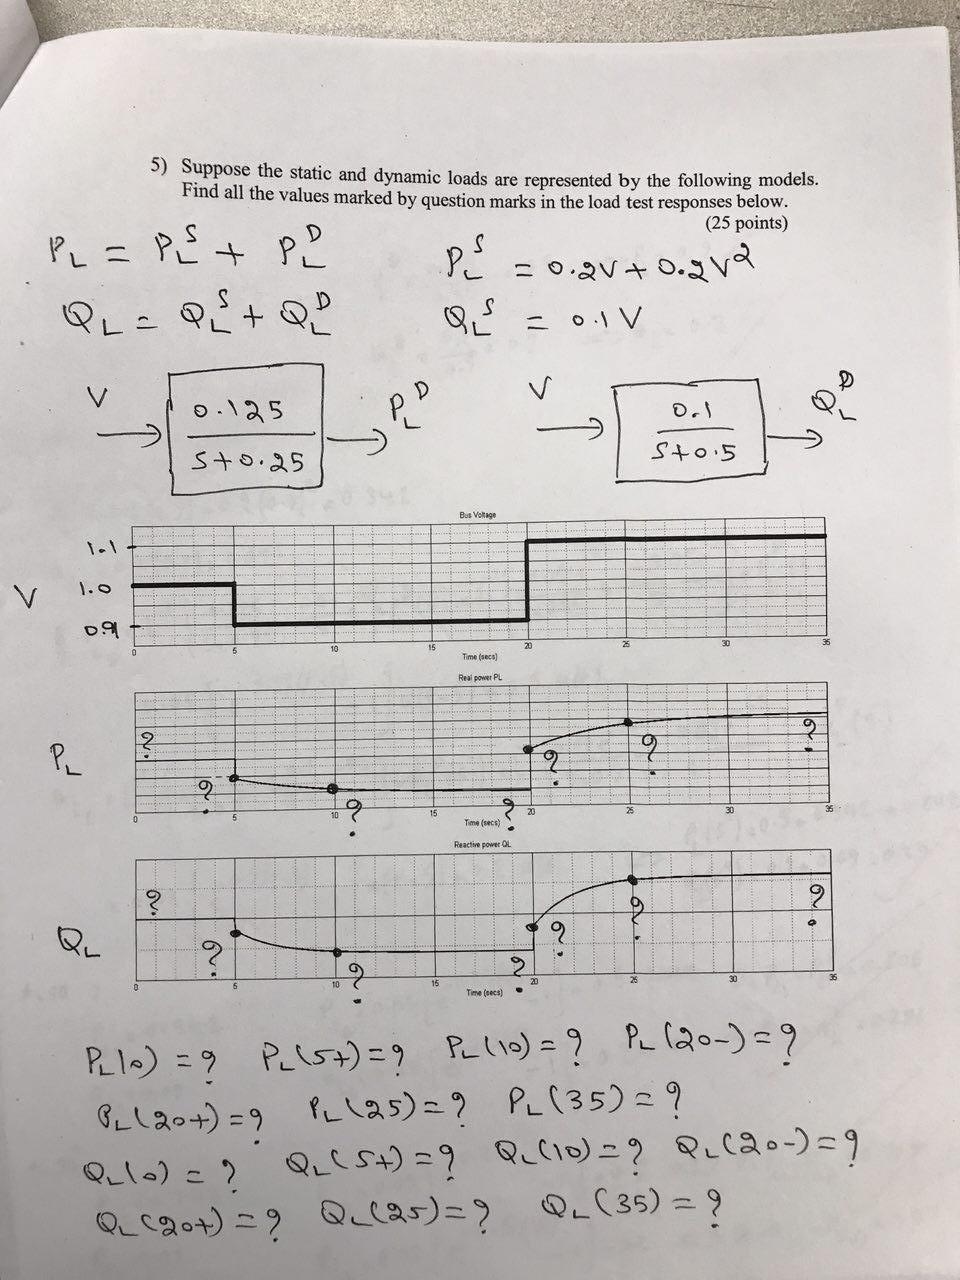 5) Suppose the static and dynamic loads are represented by the following models.
Find all the values marked by question marks in the load test responses below.
(25 points)
P_L = P_L^S + P_L^D
P_L^S = 0.2V + 0.2V^2
Q_L = Q_L^S + Q_L^D
Q_L^S = 0.1V
V
0.125
S+0.25
P_L^D
V
0.1
S+0.5
Q_L^D
Bus Voltage
1.1
V
1.0
0.9
0 5 10 15 20 25 30 35
Time (secs)
Real power PL
P_L
? ? ? ? ? ? ?
0 5 10 15 20 25 30 35
Time (secs)
Reactive power QL
Q_L
? ? ? ? ? ? ?
0 5 10 15 20 25 30 35
Time (secs)
P_L(0) = ? P_L(5+) = ? P_L(10) = ? P_L(20-) = ?
P_L(20+) = ? P_L(25) = ? P_L(35) = ?
Q_L(0) = ? Q_L(5+) = ? Q_L(10) = ? Q_L(20-) = ?
Q_L(20+) = ? Q_L(25) = ? Q_L(35) = ?